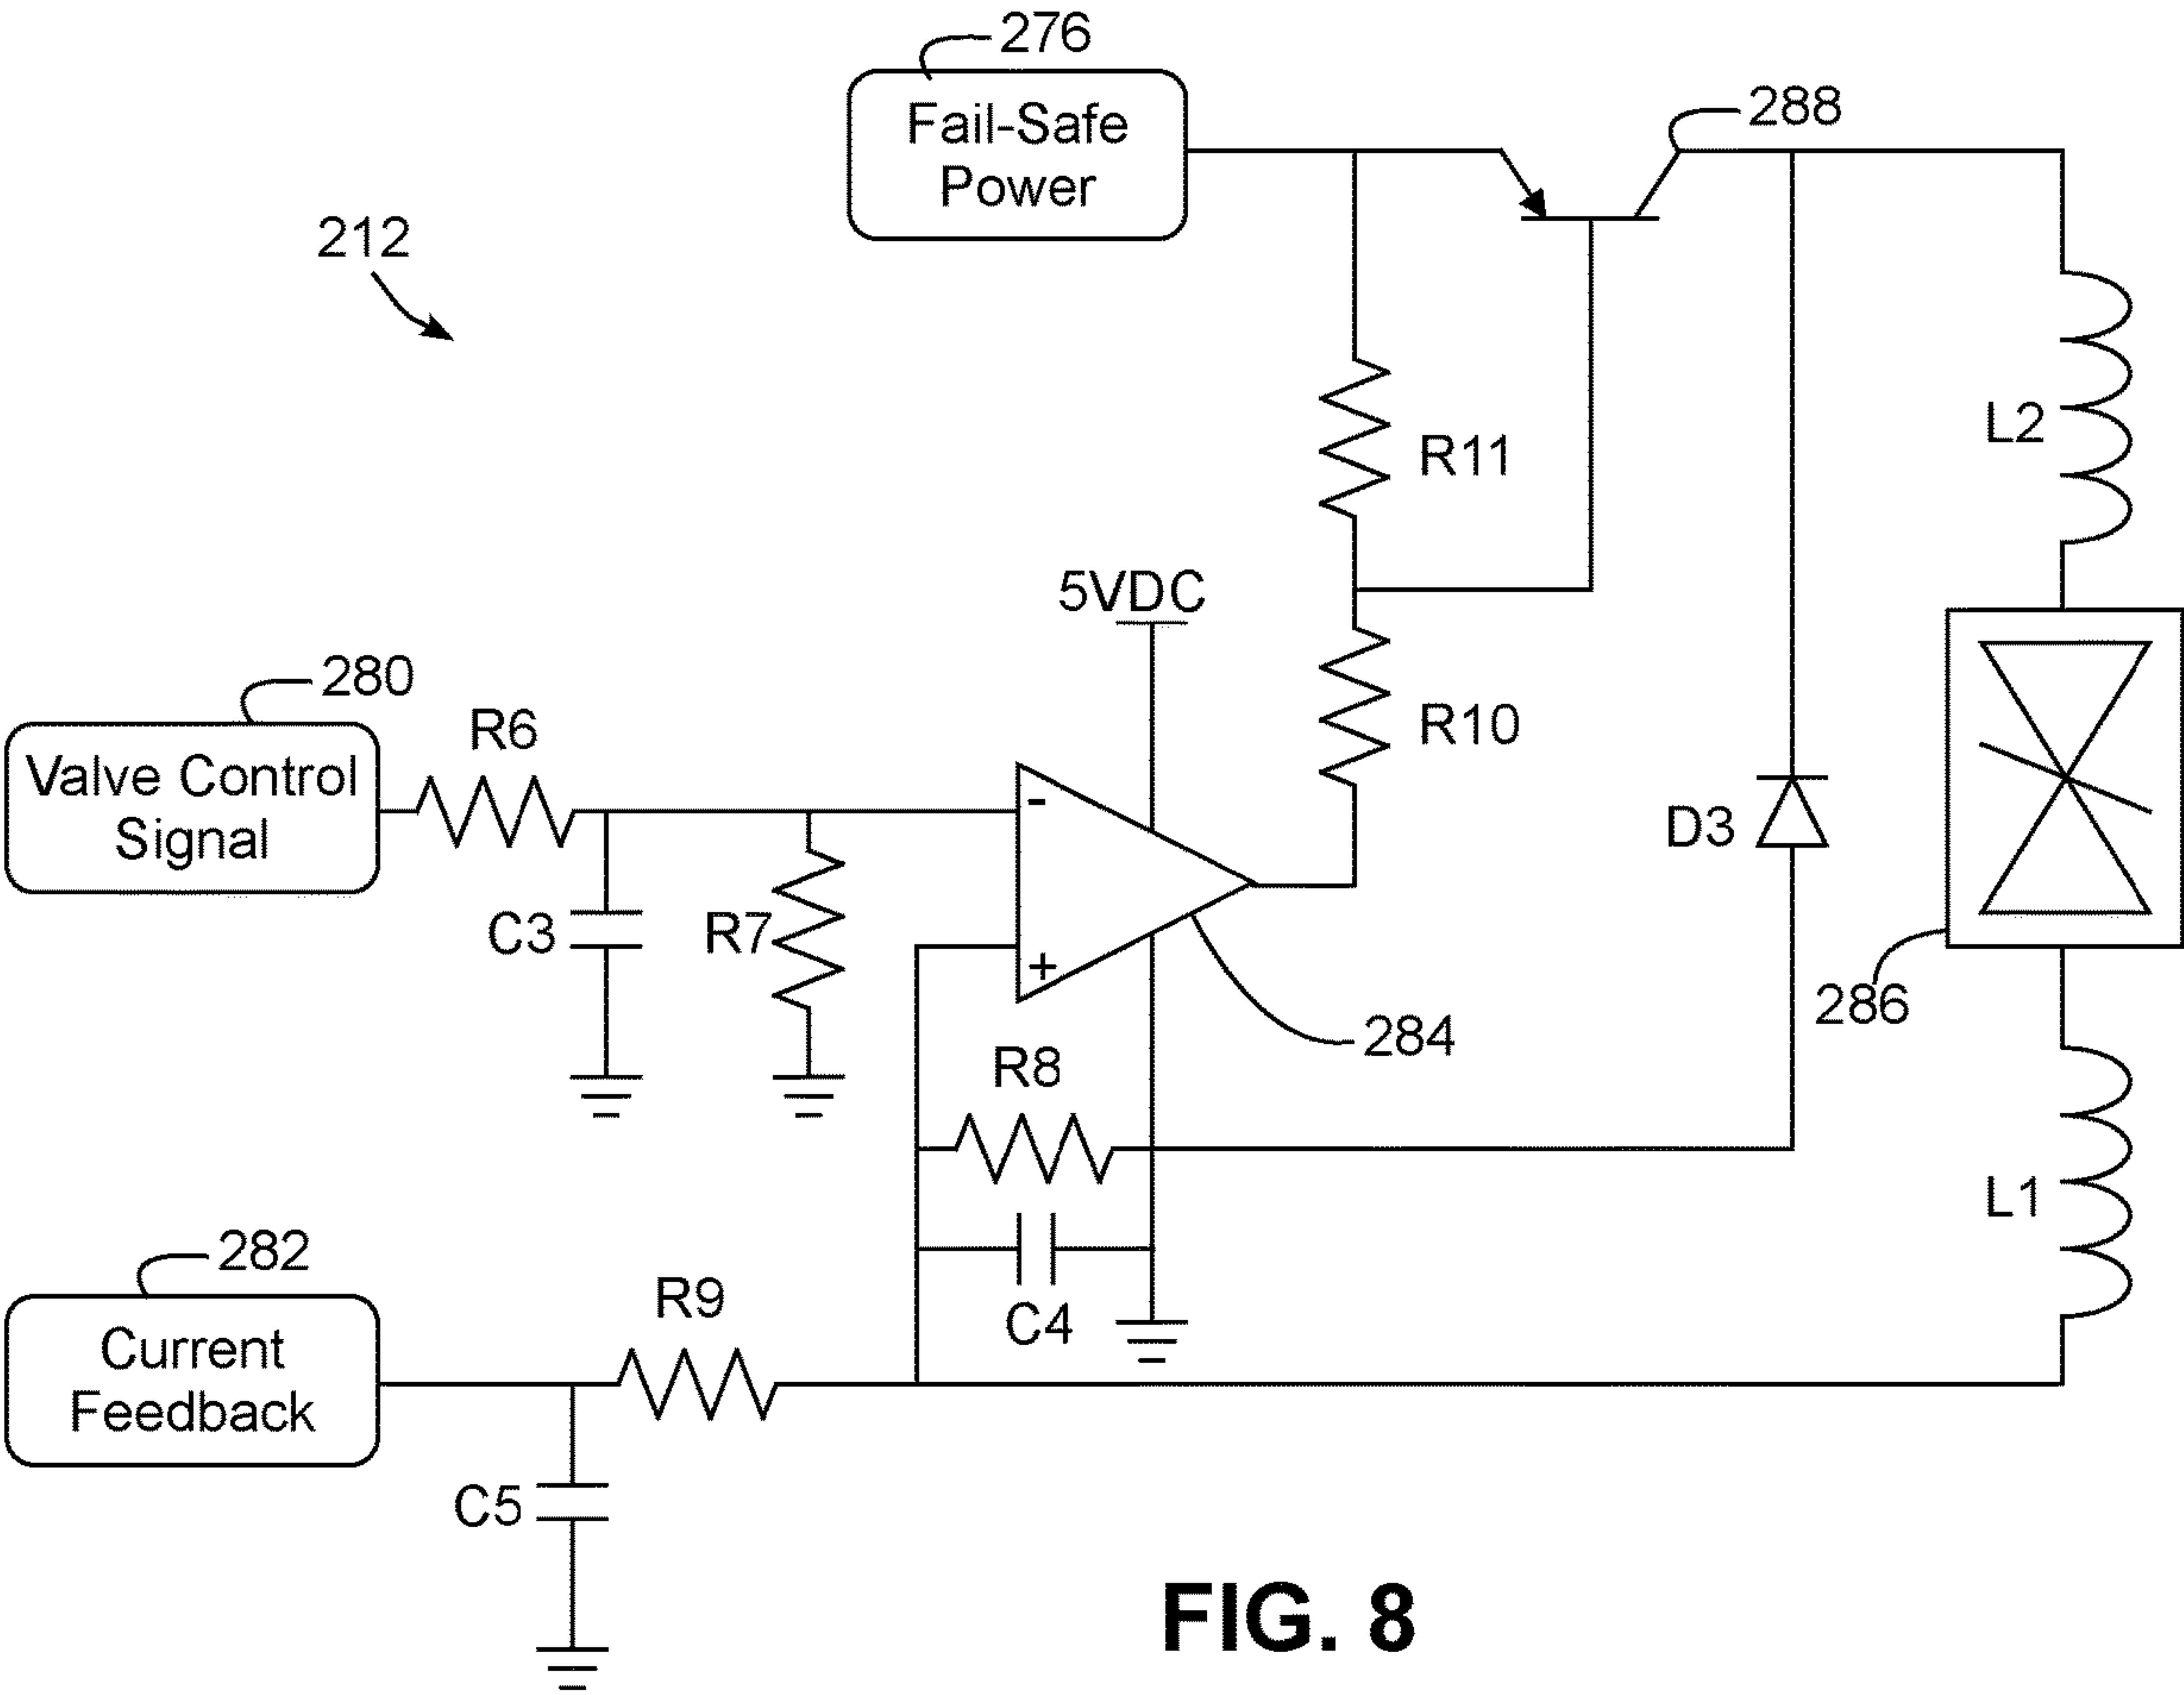 276
Fail-Safe
Power
288
212
R11
L2
5VDC
280
Valve Control
Signal
R6
R10
-
D3
C3
R7
+
286
284
R8
L1
282
Current
Feedback
R9
C4
C5
FIG. 8